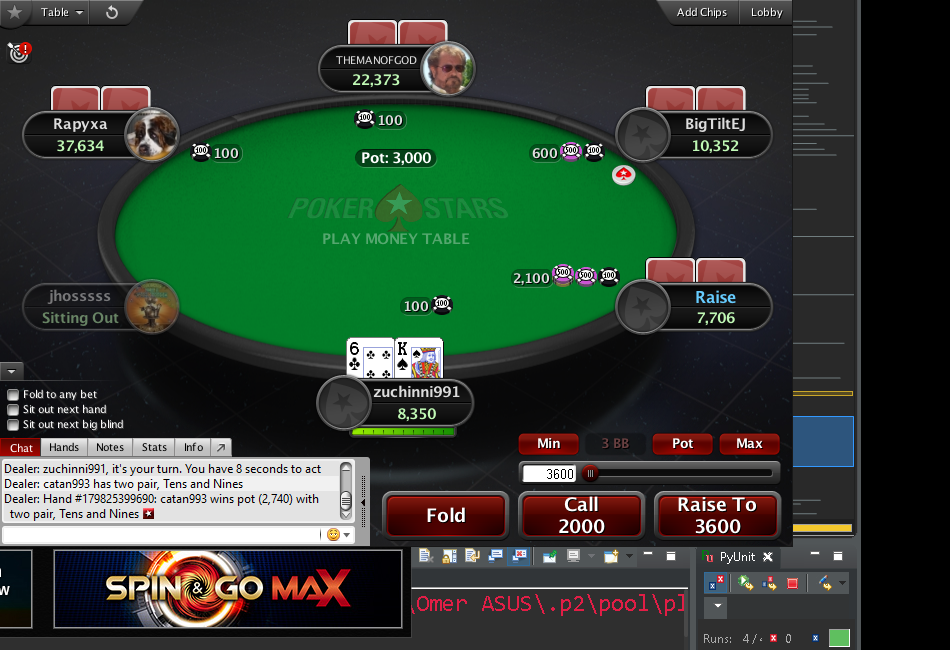 Table
Add Chips
Lobby
THEMANOFGOD
22,373
Rapyxa
37,634
BigTiltEJ
10,352
100
100
600
Pot: 3,000
POKER STARS
PLAY MONEY TABLE
2,100
100
jhosssss
Sitting Out
Raise
7,706
6
K
zuchinni991
8,350
Fold to any bet
Sit out next hand
Sit out next big blind
Min
3 BB
Pot
Max
3600
Chat
Hands
Notes
Stats
Info
Dealer: zuchinni991, it's your turn. You have 8 seconds to act
Dealer: catan993 has two pair, Tens and Nines
Dealer: Hand #179825399690: catan993 wins pot (2,740) with
two pair, Tens and Nines
Fold
Call
2000
Raise To
3600
SPIN & GO MAX
PyUnit
\Omer ASUS\.p2\pool\pl
Runs: 4 / 4
0